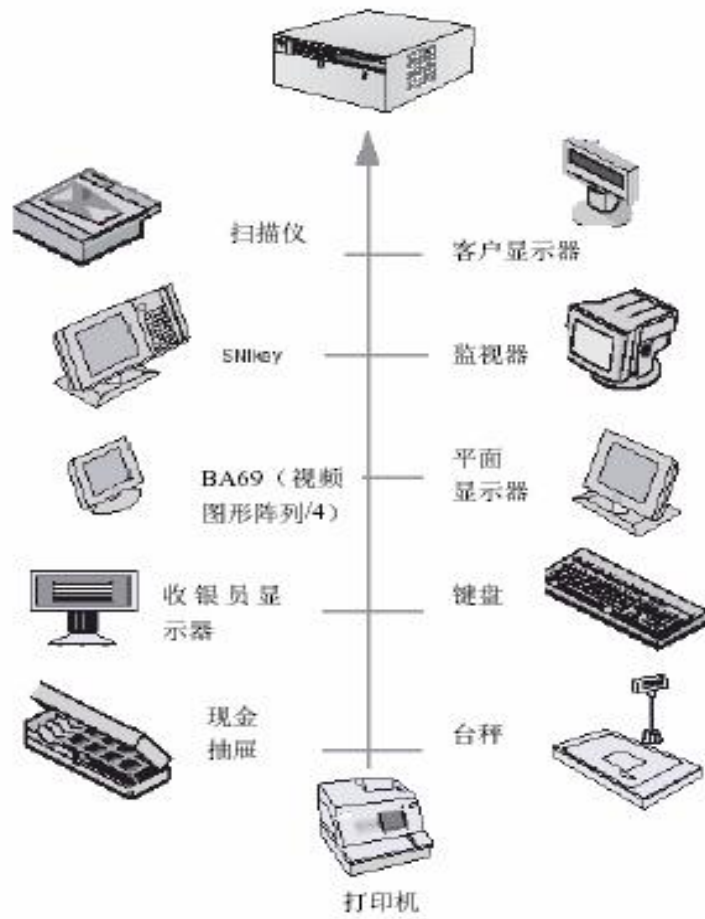 扫描仪
客户显示器
SNIkey
监视器
BA69（视频
图形阵列/4）
平面
显示器
收银员显
示器
键盘
现金
抽屉
台秤
打印机